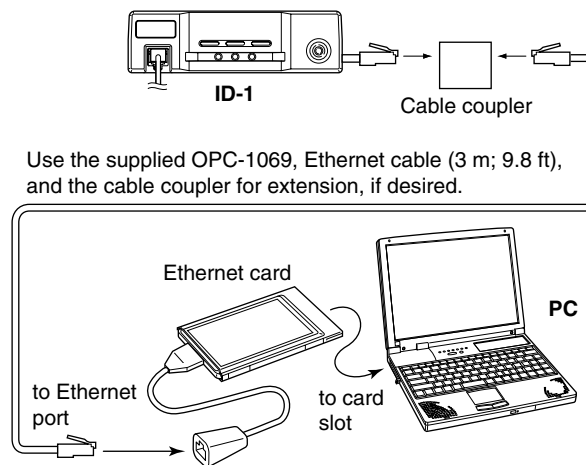 ID-1
Cable coupler
Use the supplied OPC-1069, Ethernet cable (3 m; 9.8 ft),
and the cable coupler for extension, if desired.
Ethernet card
PC
to Ethernet
port
to card
slot